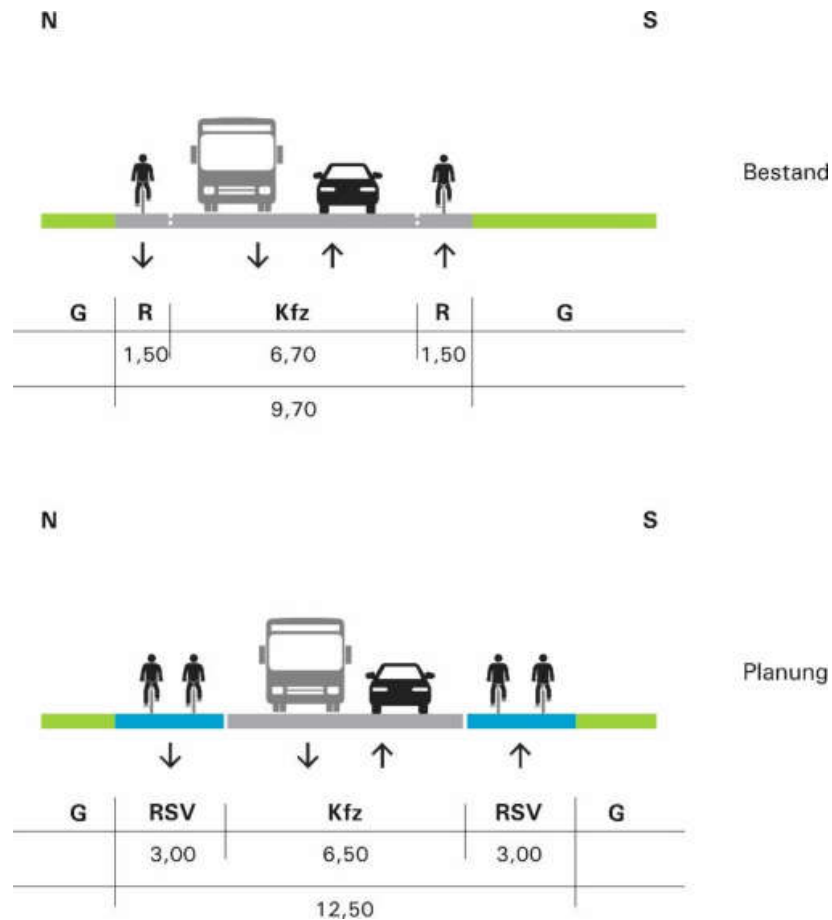 N S
Bestand
G R Kfz R G
1,50 6,70 1,50
9,70
N S
Planung
G RSV Kfz RSV G
3,00 6,50 3,00
12,50